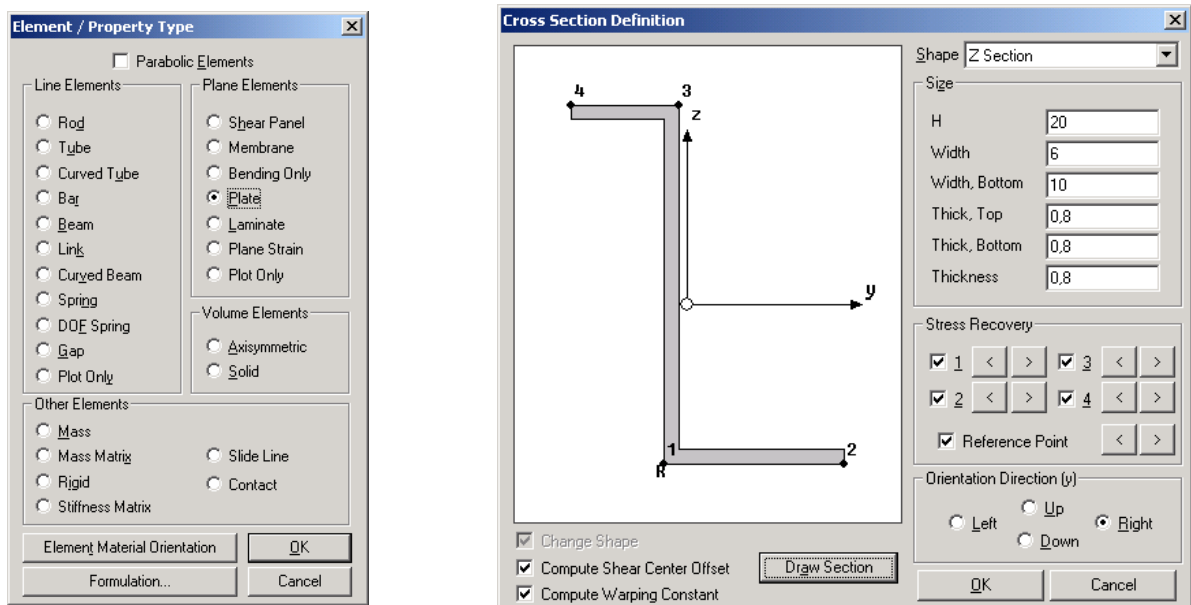 Element / Property Type
Parabolic Elements
Line Elements
Rod
Tube
Curved Tube
Bar
Beam
Link
Curved Beam
Spring
DOF Spring
Gap
Plot Only
Plane Elements
Shear Panel
Membrane
Bending Only
Plate
Laminate
Plane Strain
Plot Only
Volume Elements
Axisymmetric
Solid
Other Elements
Mass
Mass Matrix
Rigid
Stiffness Matrix
Slide Line
Contact
Element Material Orientation
OK
Formulation...
Cancel
Cross Section Definition
4
3
z
y
1
2
R
Change Shape
Compute Shear Center Offset
Compute Warping Constant
Draw Section
Shape Z Section
Size
H 20
Width 6
Width, Bottom 10
Thick, Top 0,8
Thick, Bottom 0,8
Thickness 0,8
Stress Recovery
1 < > 3 < >
2 < > 4 < >
Reference Point < >
Orientation Direction (y)
Left
Up
Down
Right
OK
Cancel